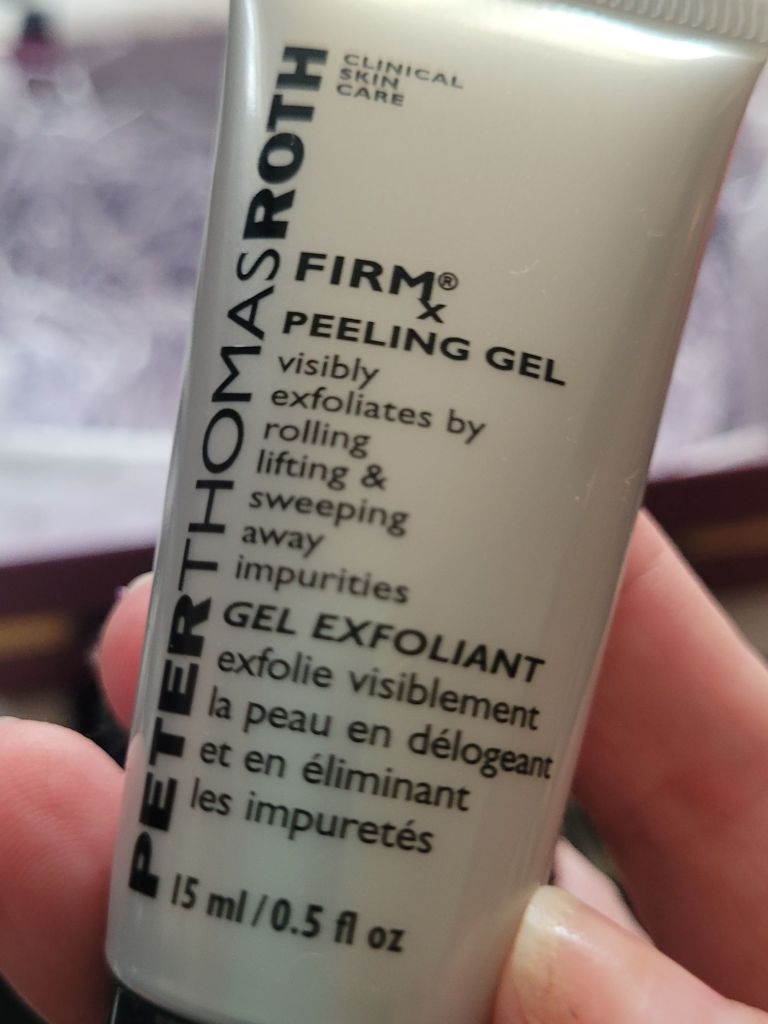 PETERTHOMASROTH
CLINICAL
SKIN
CARE
FIRMx®
PEELING GEL
visibly
exfoliates by
rolling
lifting &
sweeping
away
impurities
GEL EXFOLIANT
exfolie visiblement
la peau en délogeant
et en éliminant
les impuretés
15 ml/0.5 fl oz